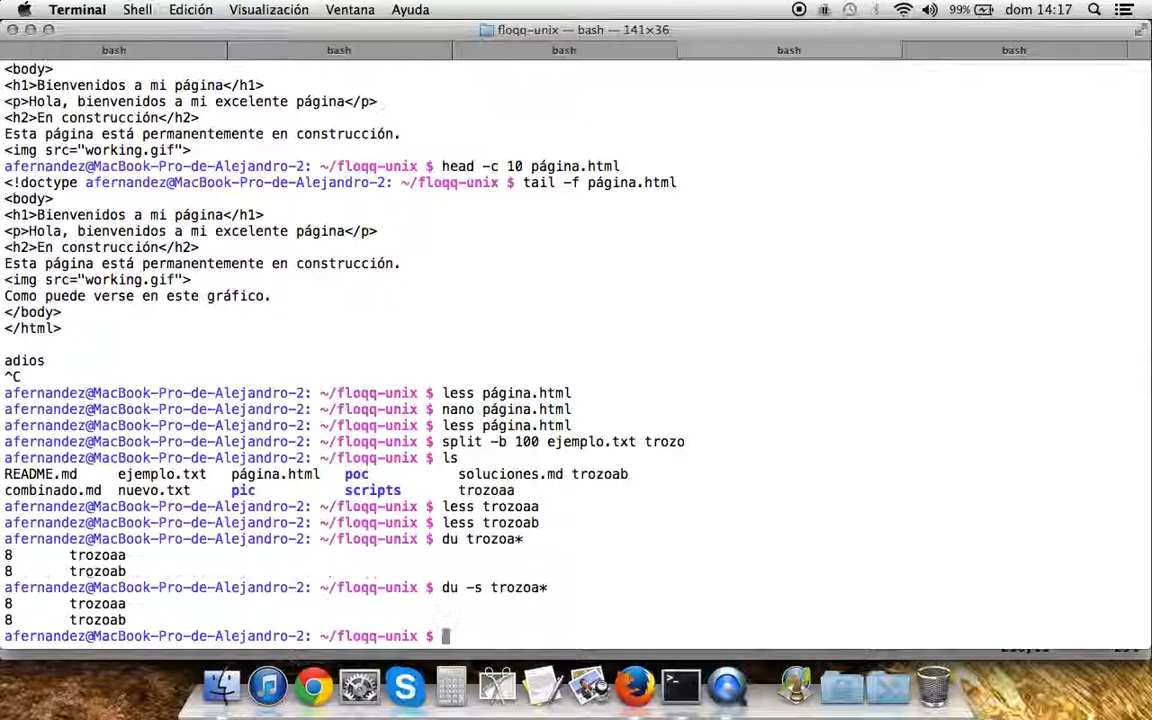 Terminal Shell Edición Visualización Ventana Ayuda 99% dom 14:17
floqq-unix — bash — 141×36
bash bash bash bash bash
<body>
<h1>Bienvenidos a mi página</h1>
<p>Hola, bienvenidos a mi excelente página</p>
<h2>En construcción</h2>
Esta página está permanentemente en construcción.
<img src="working.gif">
afernandez@MacBook-Pro-de-Alejandro-2: ~/floqq-unix $ head -c 10 página.html
<!doctype afernandez@MacBook-Pro-de-Alejandro-2: ~/floqq-unix $ tail -f página.html
<body>
<h1>Bienvenidos a mi página</h1>
<p>Hola, bienvenidos a mi excelente página</p>
<h2>En construcción</h2>
Esta página está permanentemente en construcción.
<img src="working.gif">
Como puede verse en este gráfico.
</body>
</html>
adios
^C
afernandez@MacBook-Pro-de-Alejandro-2: ~/floqq-unix $ less página.html
afernandez@MacBook-Pro-de-Alejandro-2: ~/floqq-unix $ nano página.html
afernandez@MacBook-Pro-de-Alejandro-2: ~/floqq-unix $ less página.html
afernandez@MacBook-Pro-de-Alejandro-2: ~/floqq-unix $ split -b 100 ejemplo.txt trozo
afernandez@MacBook-Pro-de-Alejandro-2: ~/floqq-unix $ ls
README.md ejemplo.txt página.html poc soluciones.md trozoab
combinado.md nuevo.txt pic scripts trozoaa
afernandez@MacBook-Pro-de-Alejandro-2: ~/floqq-unix $ less trozoaa
afernandez@MacBook-Pro-de-Alejandro-2: ~/floqq-unix $ less trozoab
afernandez@MacBook-Pro-de-Alejandro-2: ~/floqq-unix $ du trozoa*
8 trozoaa
8 trozoab
afernandez@MacBook-Pro-de-Alejandro-2: ~/floqq-unix $ du -s trozoa*
8 trozoaa
8 trozoab
afernandez@MacBook-Pro-de-Alejandro-2: ~/floqq-unix $